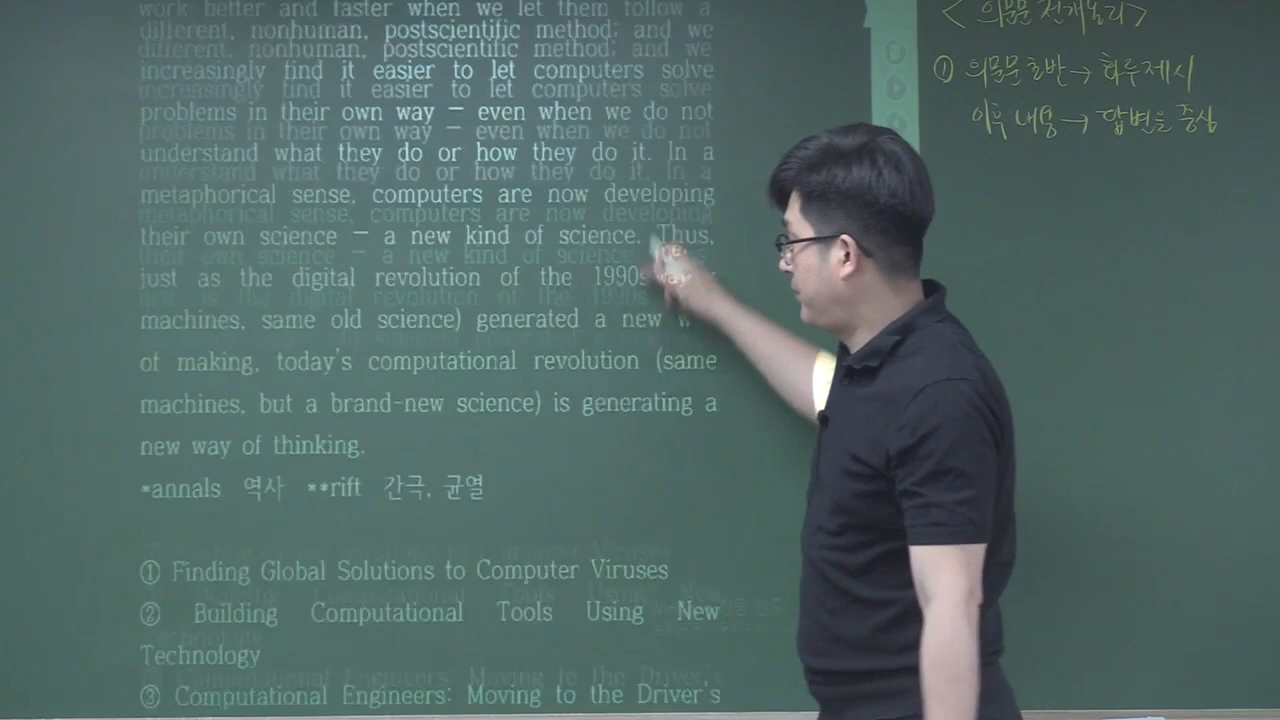 work better and faster when we let them follow a
different, nonhuman, postscientific method; and we
increasingly find it easier to let computers solve
problems in their own way – even when we do not
understand what they do or how they do it. In a
metaphorical sense, computers are now developing
their own science – a new kind of science. Thus,
just as the digital revolution of the 1990s
machines, same old science) generated a new
of making, today's computational revolution (same
machines, but a brand-new science) is generating a
new way of thinking.
*annals 역사 **rift 간극, 균열
① Finding Global Solutions to Computer Viruses
② Building Computational Tools Using New
Technology
③ Computational Engineers: Moving to the Driver's
<의문문 전개논리>
① 의문문 초반→ 화두 제시
이후 내용→ 답변을 중심